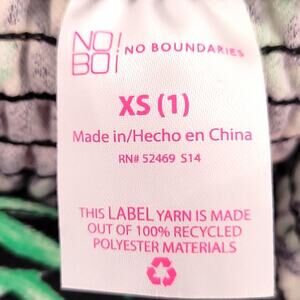 NO!
BO!
NO BOUNDARIES
XS (1)
Made in/Hecho en China
RN# 52469 S14
THIS LABEL YARN IS MADE
OUT OF 100% RECYCLED
POLYESTER MATERIALS